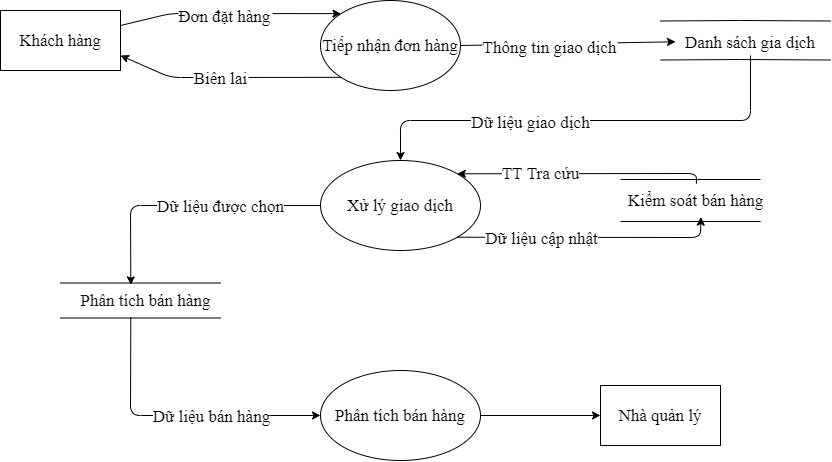 Đơn đặt hàng
Khách hàng
Tiếp nhận đơn hàng
Thông tin giao dịch
Danh sách gia dịch
Biên lai
Dữ liệu giao dịch
TT Tra cứu
Xử lý giao dịch
Kiểm soát bán hàng
Dữ liệu được chọn
Dữ liệu cập nhật
Phân tích bán hàng
Dữ liệu bán hàng
Phân tích bán hàng
Nhà quản lý